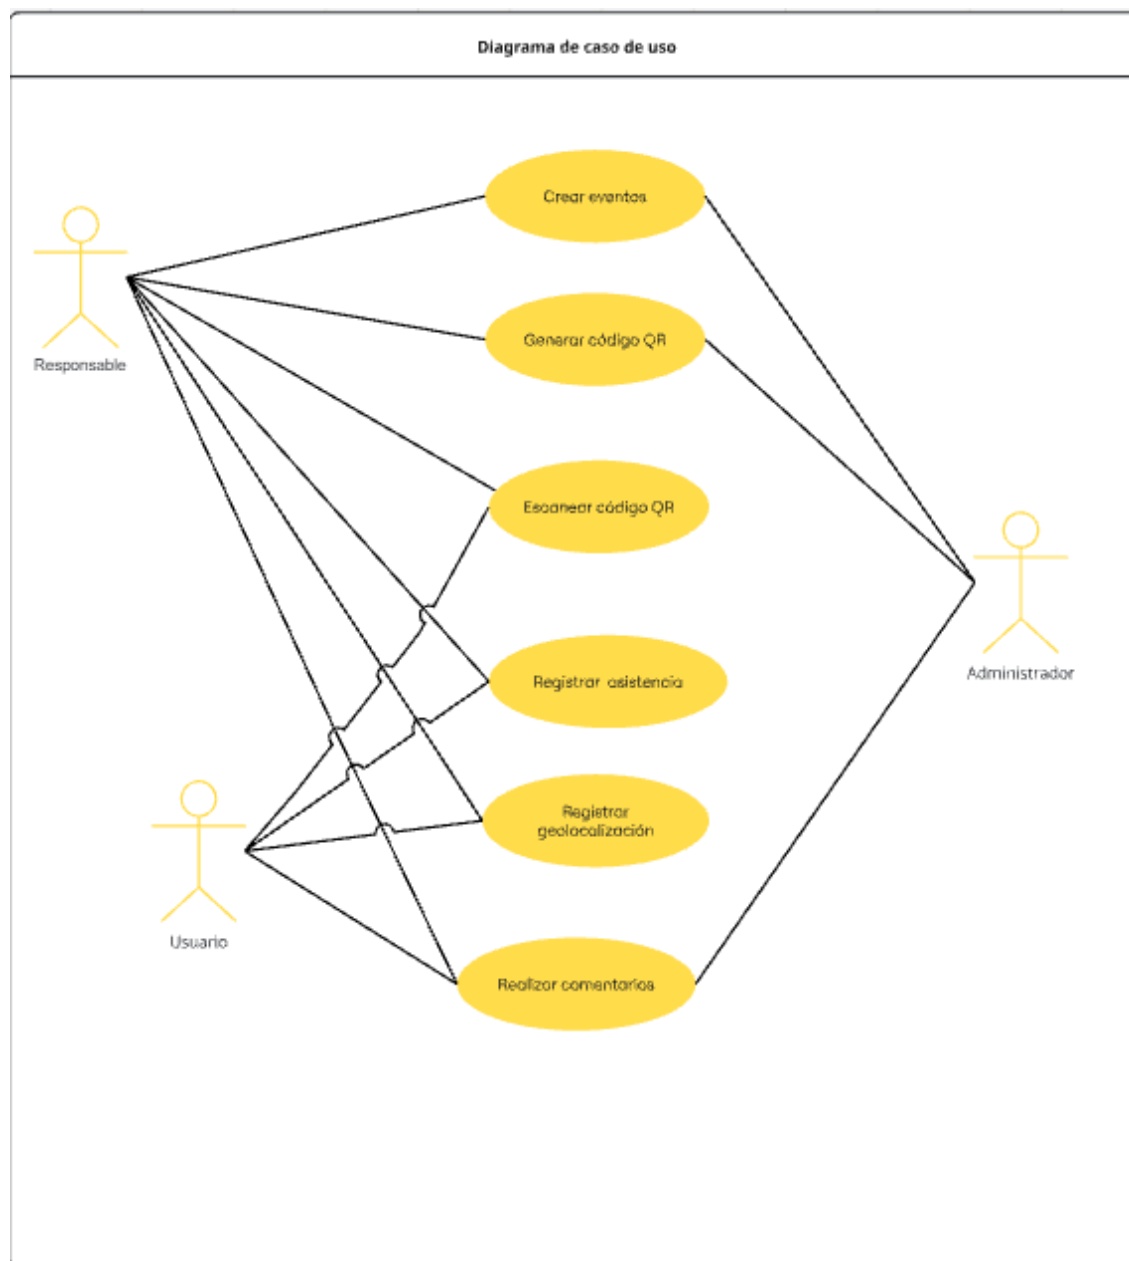 Diagrama de caso de uso
Crear eventos
Generar código QR
Responsable
Escanear código QR
Administrador
Registrar asistencia
Registrar
geolocalización
Usuario
Realizar comentarios